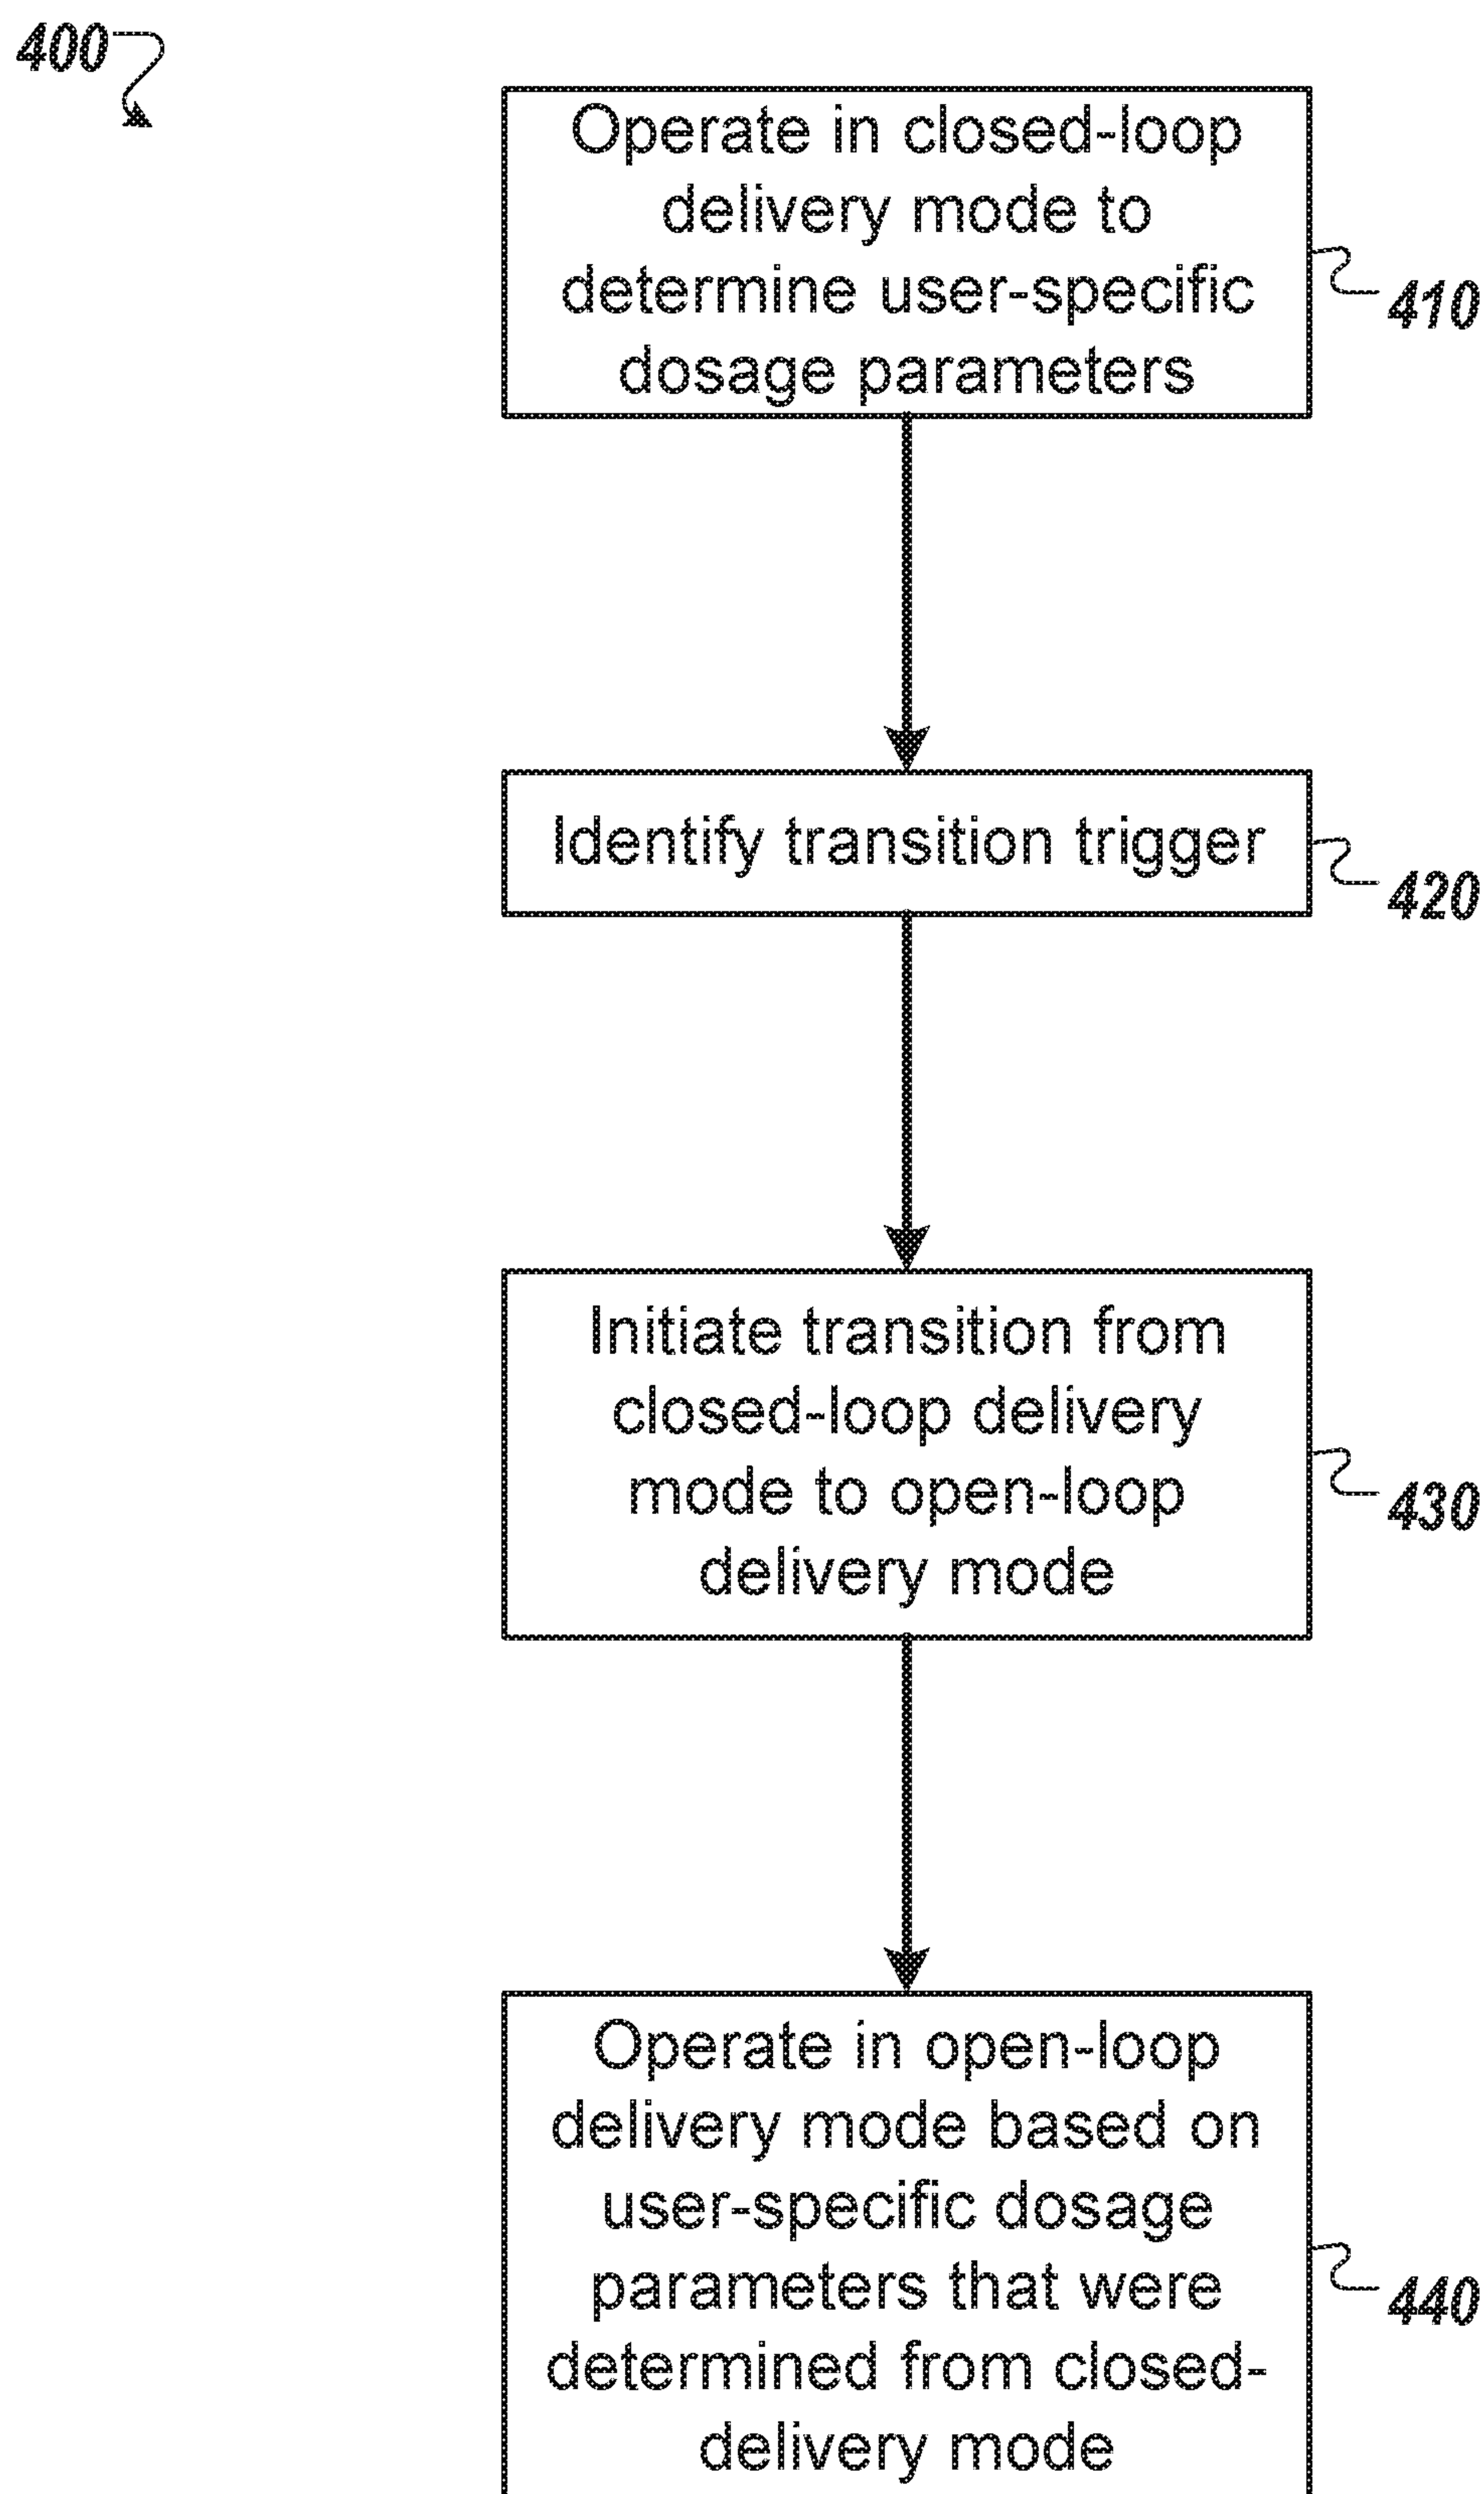 400
Operate in closed-loop
delivery mode to
determine user-specific
dosage parameters
410
Identify transition trigger
420
Initiate transition from
closed-loop delivery
mode to open-loop
delivery mode
430
Operate in open-loop
delivery mode based on
user-specific dosage
parameters that were
determined from closed-
delivery mode
440